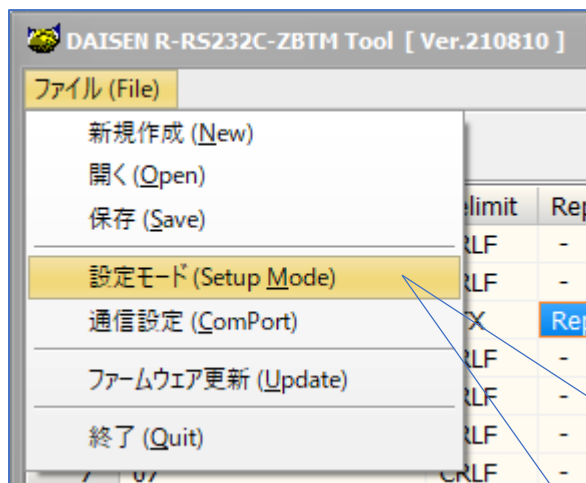 DAISEN R-RS232C-ZBTM Tool [ Ver.210810 ]
ファイル (File)
新規作成 (New)
開く (Open)
保存 (Save)
設定モード (Setup Mode)
通信設定 (ComPort)
ファームウェア更新 (Update)
終了 (Quit)
elimit Rep
RLF -
RLF -
TX Rep
RLF -
RLF -
RLF -
7 07 CRLF -